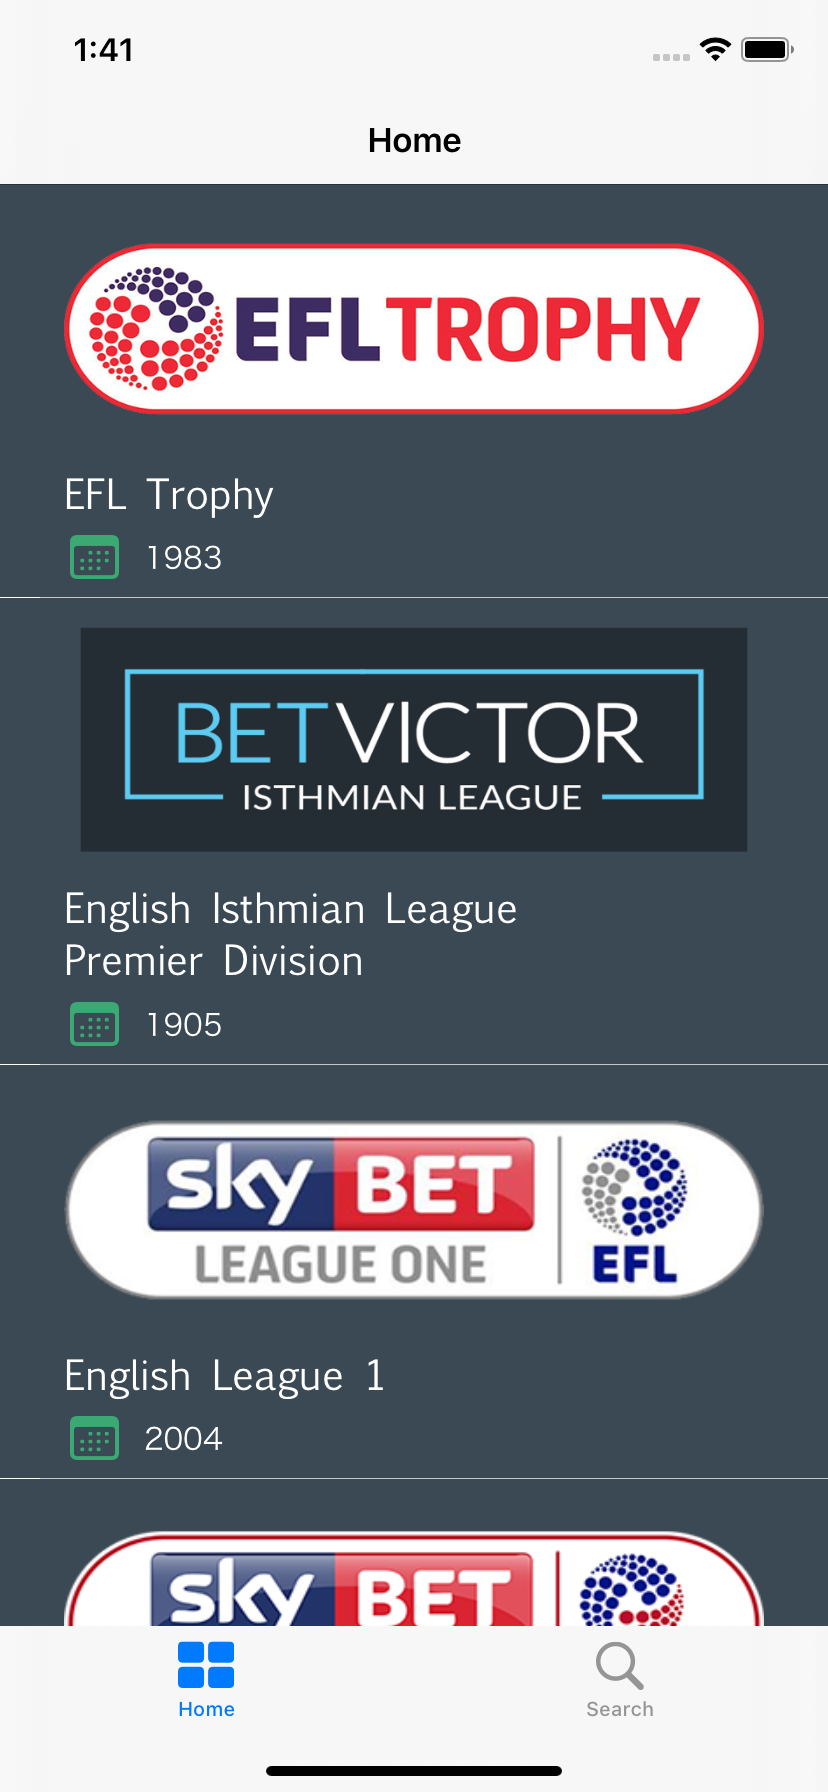 1:41
Home
EFL TROPHY
EFL Trophy
1983
BETVICTOR
ISTHMIAN LEAGUE
English Isthmian League
Premier Division
1905
sky BET
LEAGUE ONE
EFL
English League 1
2004
sky BET
Home
Search